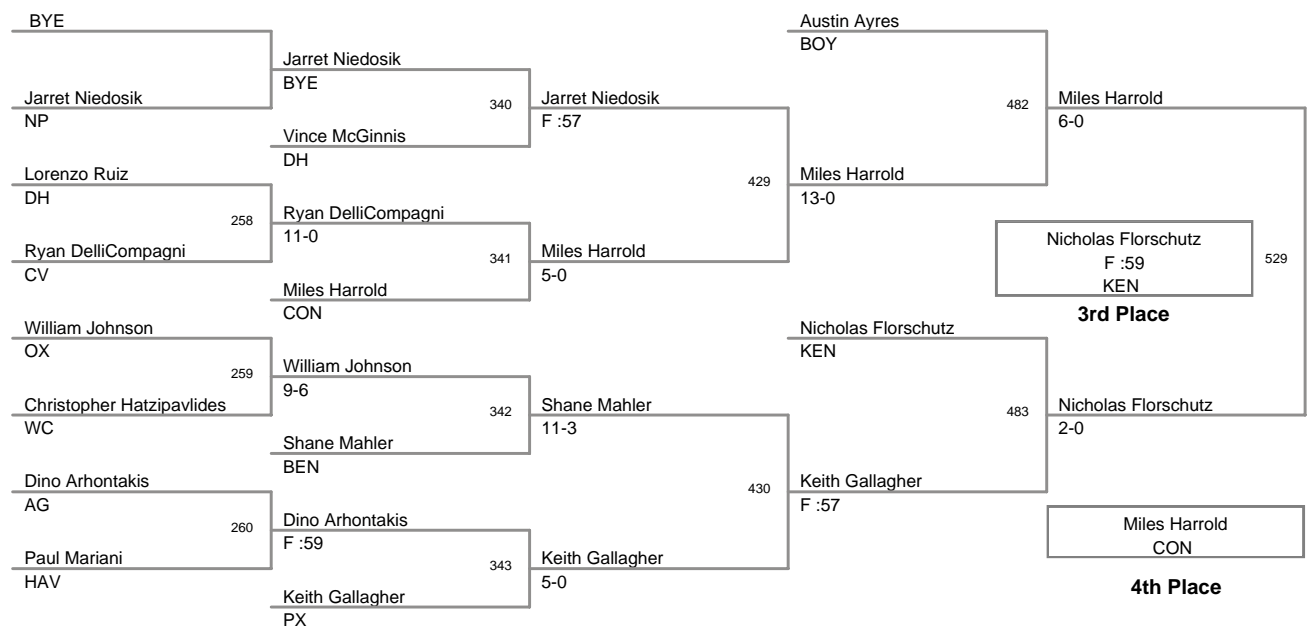 BYE
Jarret Niedosik
NP
Lorenzo Ruiz
DH
258
Ryan DelliCompagni
CV
William Johnson
OX
259
Christopher Hatzipavlides
WC
Dino Arhontakis
AG
260
Paul Mariani
HAV
Jarret Niedosik
BYE
340
Vince McGinnis
DH
Ryan DelliCompagni
11-0
341
Miles Harrold
CON
William Johnson
9-6
342
Shane Mahler
BEN
Dino Arhontakis
F :59
343
Keith Gallagher
PX
Jarret Niedosik
F :57
429
Miles Harrold
5-0
Shane Mahler
11-3
430
Keith Gallagher
5-0
Austin Ayres
BOY
482
Miles Harrold
13-0
Nicholas Florschutz
KEN
483
Keith Gallagher
F :57
Miles Harrold
6-0
529
Nicholas Florschutz
2-0
Nicholas Florschutz
F :59
KEN
3rd Place
Miles Harrold
CON
4th Place